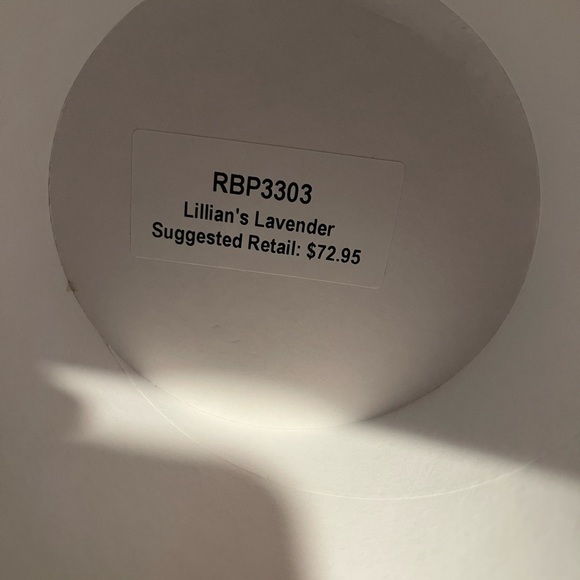 RBP3303
Lillian's Lavender
Suggested Retail: $72.95